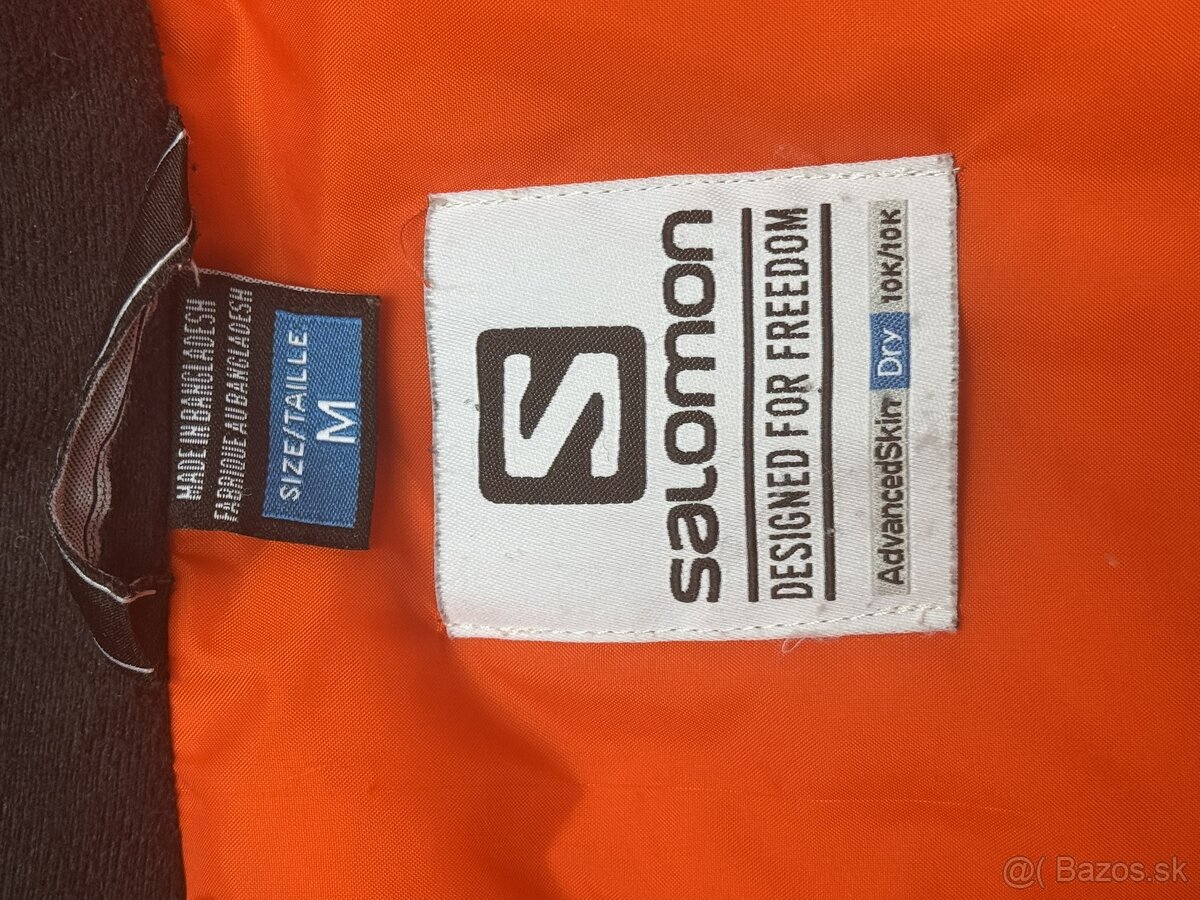 MADE IN BANGLADESH
FABRIQUE AU BANGLADESH
SIZE/TAILLE
M
S
salomon
DESIGNED FOR FREEDOM
AdvancedSkin Dry 10K/10K
@( Bazos.sk